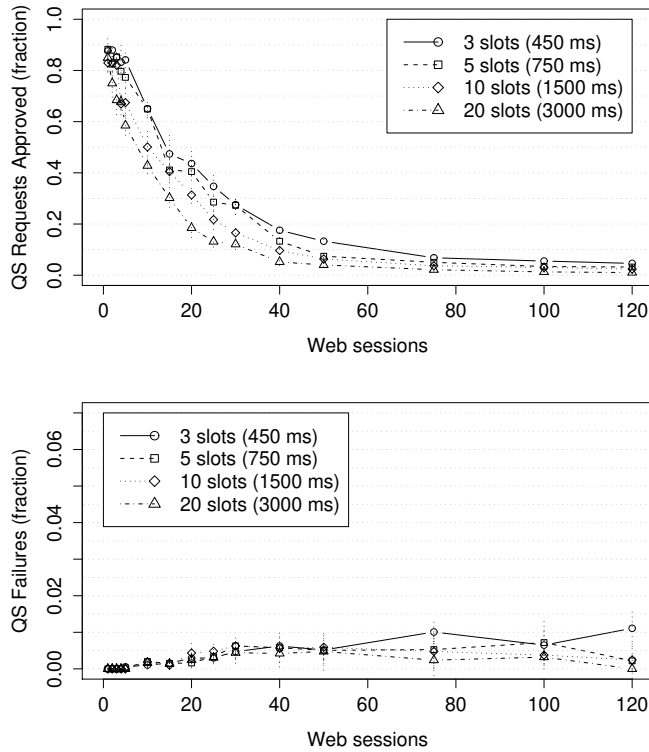 QS Requests Approved (fraction)
1.0
0.8
0.6
0.4
0.2
0.0
3 slots (450 ms)
5 slots (750 ms)
10 slots (1500 ms)
20 slots (3000 ms)
0 20 40 60 80 100 120
Web sessions
QS Failures (fraction)
0.06
0.04
0.02
0.00
3 slots (450 ms)
5 slots (750 ms)
10 slots (1500 ms)
20 slots (3000 ms)
0 20 40 60 80 100 120
Web sessions